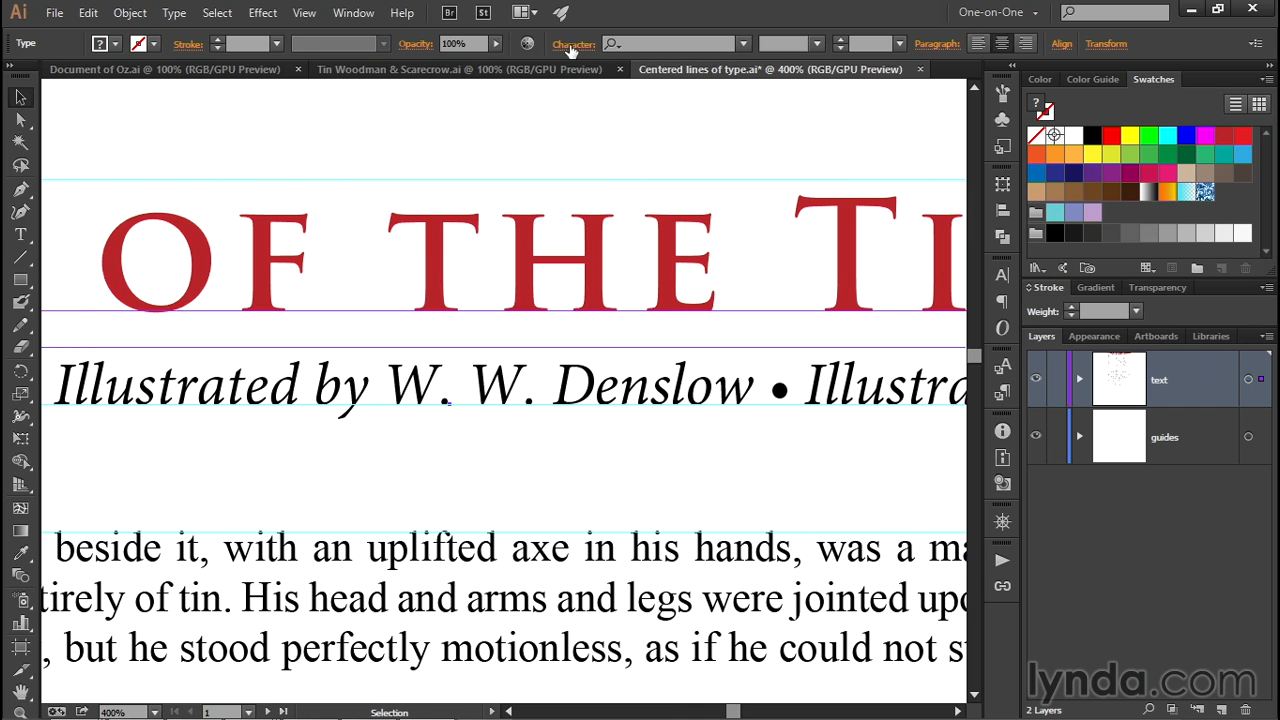 Ai File Edit Object Type Select Effect View Window Help Br St One-on-One
Type ? Stroke: Opacity: 100% Character: Paragraph: Align Transform
Document of Oz.ai @ 100% (RGB/GPU Preview) × Tin Woodman & Scarecrow.ai @ 100% (RGB/GPU Preview) × Centered lines of type.ai* @ 400% (RGB/GPU Preview) ×
Color Color Guide Swatches
?
OF THE TI
Stroke Gradient Transparency
Weight:
Layers Appearance Artboards Libraries
Illustrated by W. W. Denslow • Illustra
text
guides
beside it, with an uplifted axe in his hands, was a ma
tirely of tin. His head and arms and legs were jointed upo
, but he stood perfectly motionless, as if he could not s
lynda.com
400% 1 Selection 2 Layers